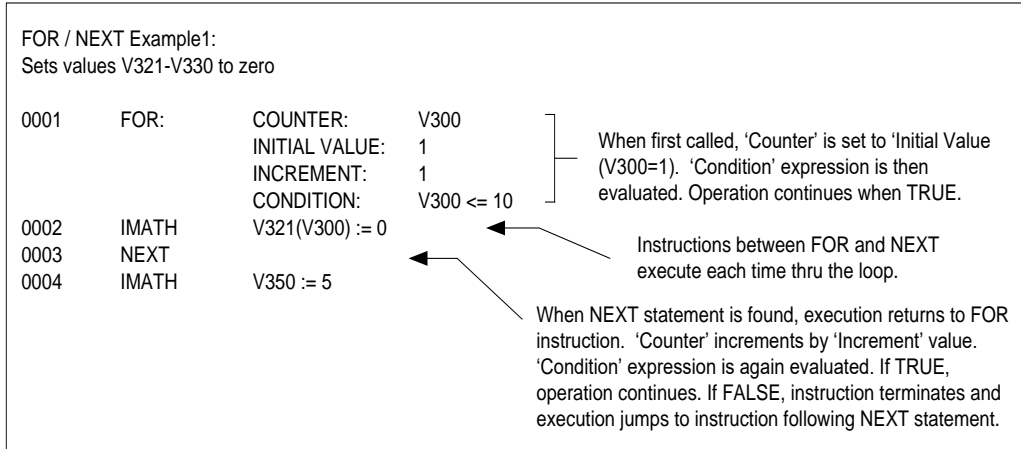 FOR / NEXT Example1:
Sets values V321-V330 to zero
0001 FOR: COUNTER: V300
INITIAL VALUE: 1
INCREMENT: 1
CONDITION: V300 <= 10
0002 IMATH V321(V300) := 0
0003 NEXT
0004 IMATH V350 := 5
When first called, ‘Counter’ is set to ‘Initial Value
(V300=1). ‘Condition’ expression is then
evaluated. Operation continues when TRUE.
Instructions between FOR and NEXT
execute each time thru the loop.
When NEXT statement is found, execution returns to FOR
instruction. ‘Counter’ increments by ‘Increment’ value.
‘Condition’ expression is again evaluated. If TRUE,
operation continues. If FALSE, instruction terminates and
execution jumps to instruction following NEXT statement.